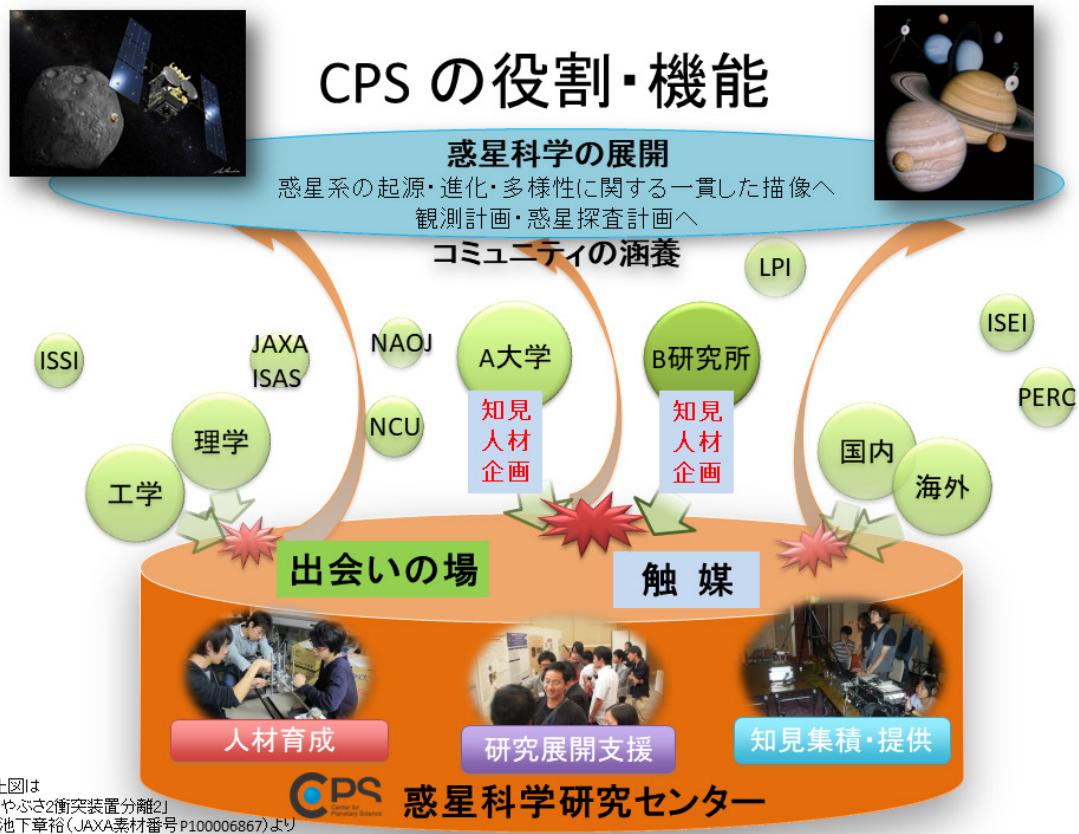 CPS の役割・機能
惑星科学の展開
惑星系の起源・進化・多様性に関する一貫した描像へ
観測計画・惑星探査計画へ
コミュニティの涵養
LPI
ISEI
ISSI
JAXA
ISAS
NAOJ
A大学
B研究所
PERC
知見
人材
企画
知見
人材
企画
NCU
理学
工学
国内
海外
出会いの場
触 媒
人材育成
研究展開支援
知見集積・提供
CPS
Center for
Planetary Science
惑星科学研究センター
上図は
やぶさ2衝突装置分離2」
池下章裕(JAXA素材番号P100006867)より